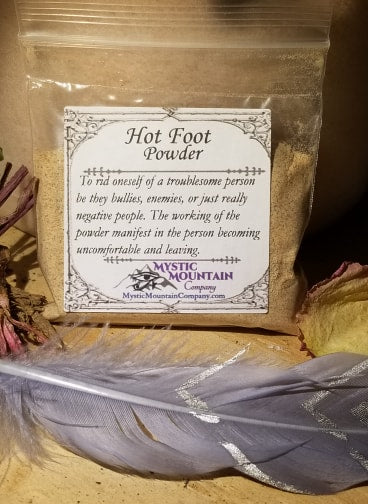 Hot Foot
Powder
To rid oneself of a troublesome person
be they bullies, enemies, or just really
negative people. The working of the
powder manifest in the person becoming
uncomfortable and leaving.
MYSTIC
MOUNTAIN
Company
MysticMountainCompany.com